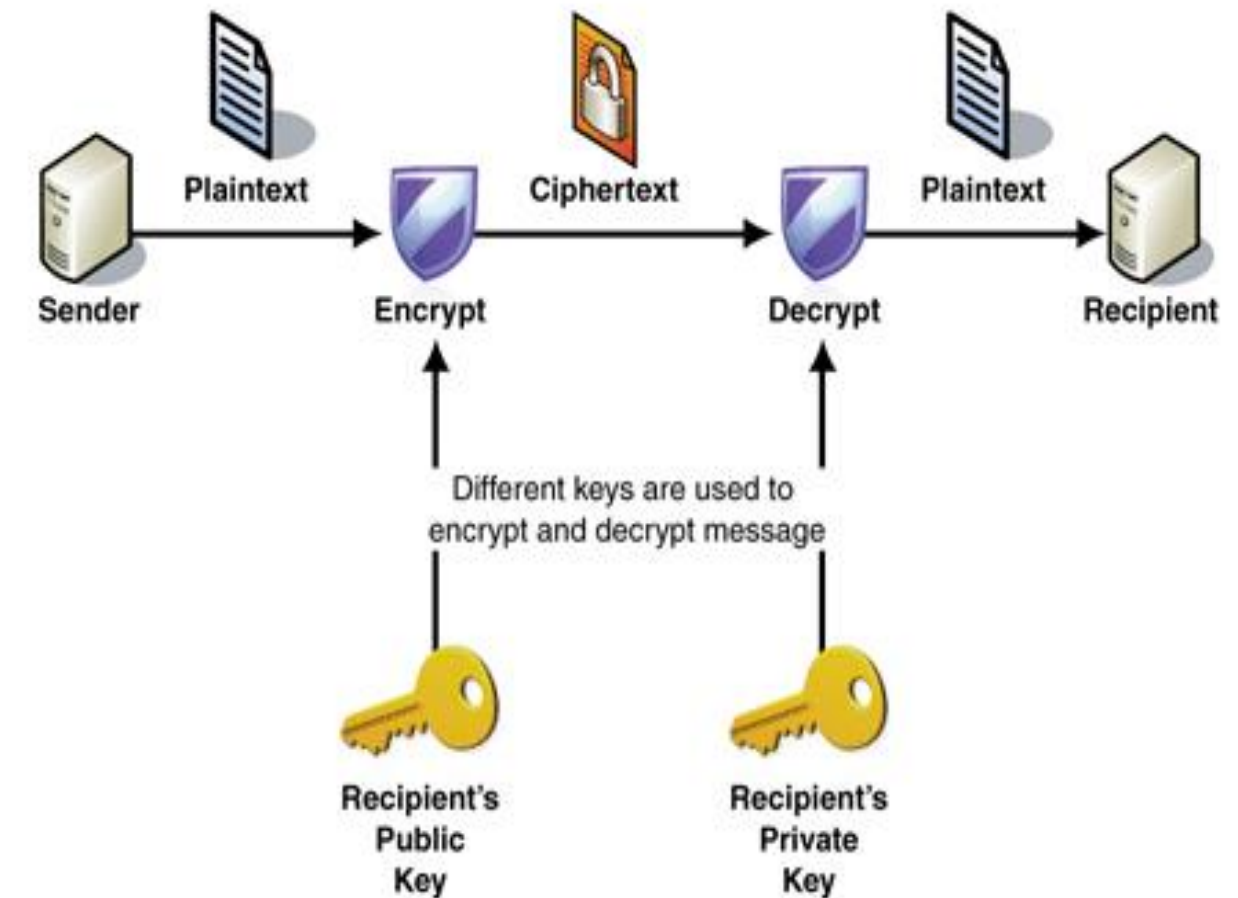 Plaintext
Ciphertext
Plaintext
Sender
Encrypt
Decrypt
Recipient
Different keys are used to
encrypt and decrypt message
Recipient's
Public
Key
Recipient's
Private
Key